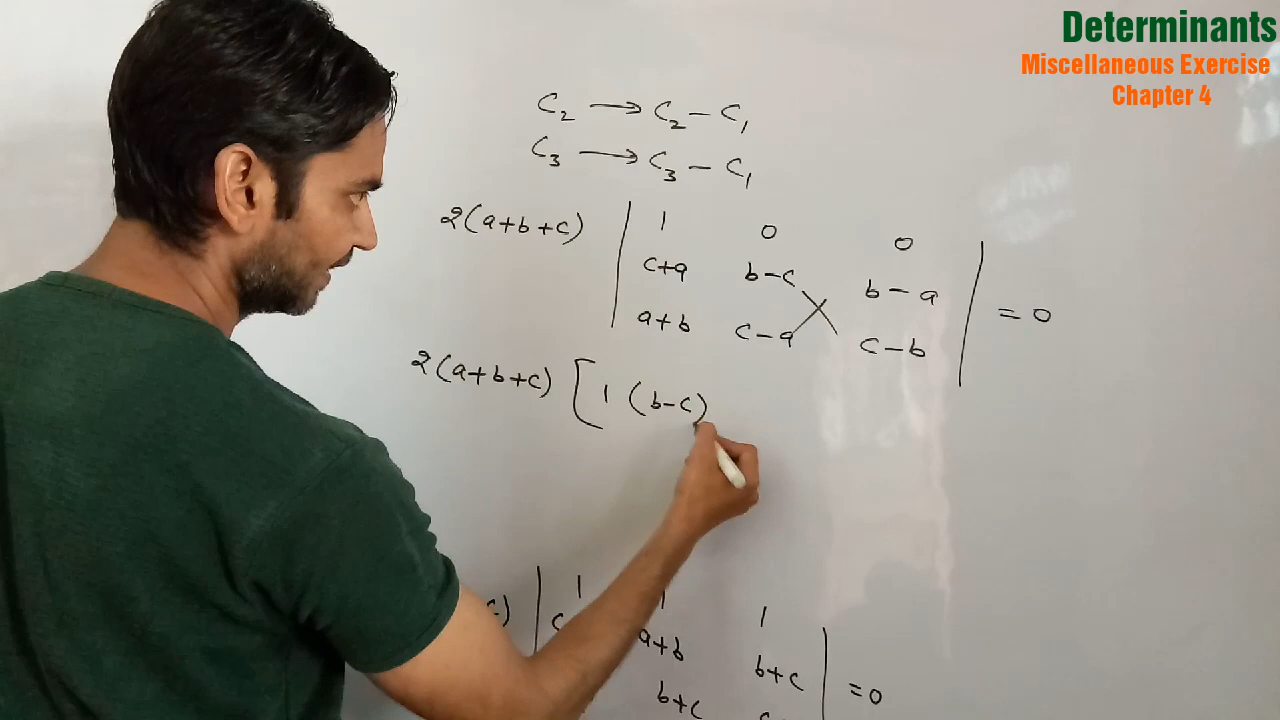 Determinants
Miscellaneous Exercise
Chapter 4
C₂ → C₂ - C₁
C₃ → C₃ - C₁
2(a+b+c) | 1 0 0 |
| c+a b-c b-a | = 0
| a+b c-a c-b |
2(a+b+c) [ 1 (b-c)
c) | 1 1 1 |
c a+b b+c | = 0
b+c